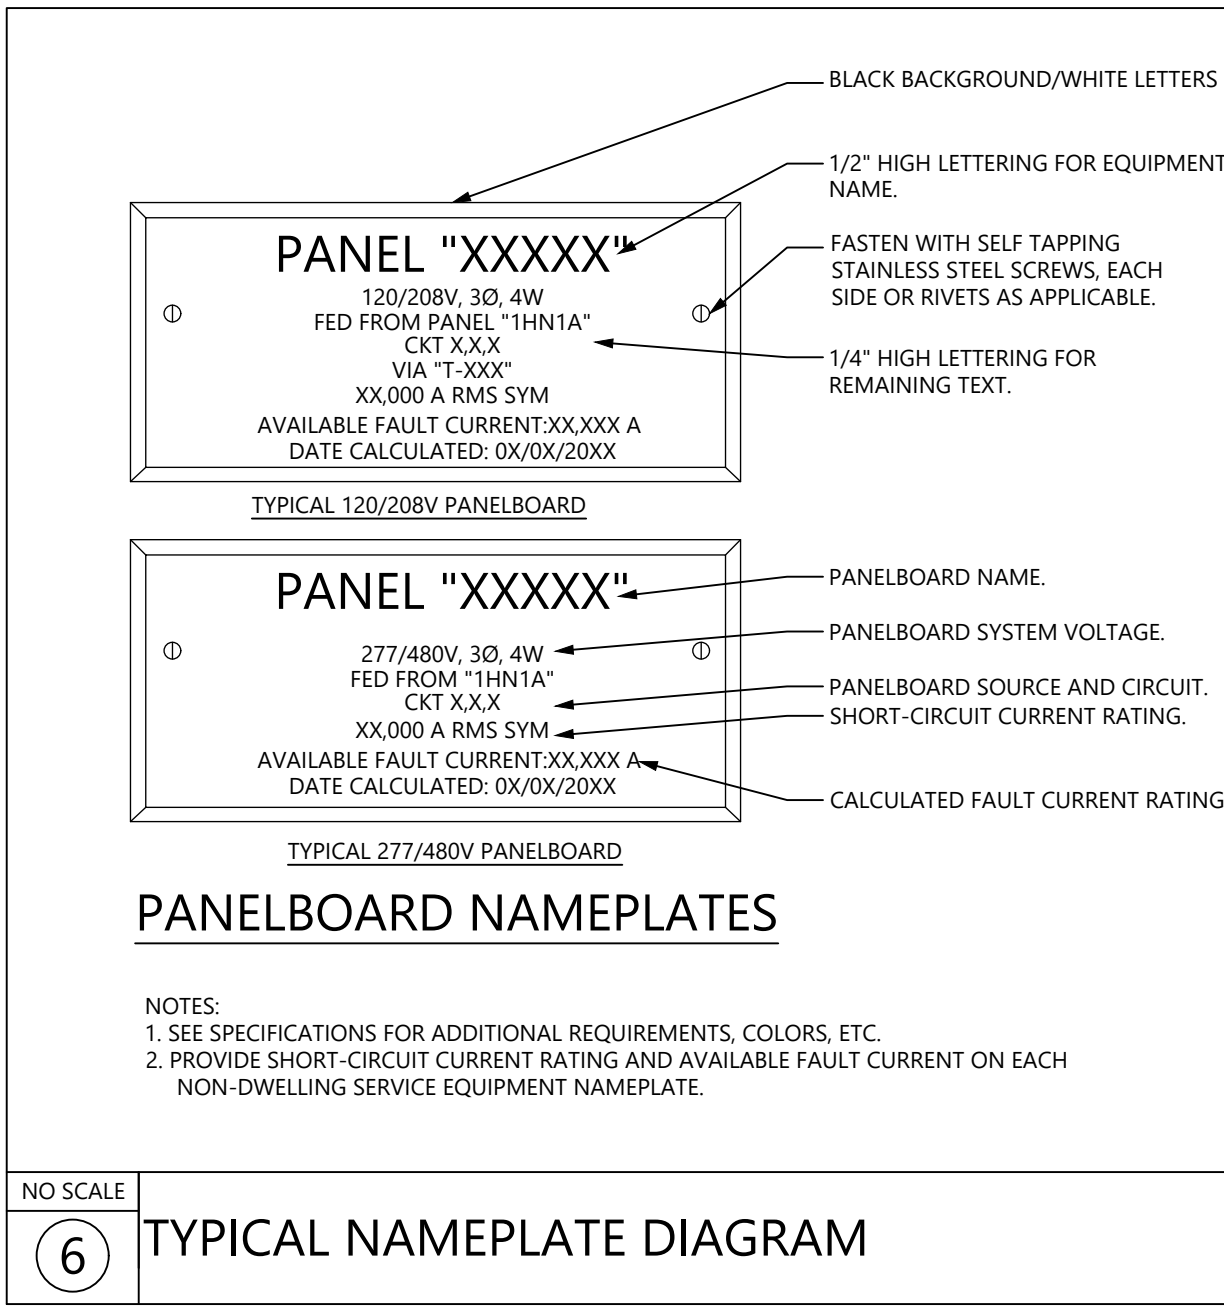 BLACK BACKGROUND/WHITE LETTERS
1/2" HIGH LETTERING FOR EQUIPMENT
NAME.
FASTEN WITH SELF TAPPING
STAINLESS STEEL SCREWS, EACH
SIDE OR RIVETS AS APPLICABLE.
1/4" HIGH LETTERING FOR
REMAINING TEXT.
PANEL "XXXXX"
120/208V, 3Ø, 4W
FED FROM PANEL "1HN1A"
CKT X,X,X
VIA "T-XXX"
XX,000 A RMS SYM
AVAILABLE FAULT CURRENT:XX,XXX A
DATE CALCULATED: 0X/0X/20XX
TYPICAL 120/208V PANELBOARD
PANEL "XXXXX"
277/480V, 3Ø, 4W
FED FROM "1HN1A"
CKT X,X,X
XX,000 A RMS SYM
AVAILABLE FAULT CURRENT:XX,XXX A
DATE CALCULATED: 0X/0X/20XX
PANELBOARD NAME.
PANELBOARD SYSTEM VOLTAGE.
PANELBOARD SOURCE AND CIRCUIT.
SHORT-CIRCUIT CURRENT RATING.
CALCULATED FAULT CURRENT RATING
TYPICAL 277/480V PANELBOARD
PANELBOARD NAMEPLATES
NOTES:
1. SEE SPECIFICATIONS FOR ADDITIONAL REQUIREMENTS, COLORS, ETC.
2. PROVIDE SHORT-CIRCUIT CURRENT RATING AND AVAILABLE FAULT CURRENT ON EACH
NON-DWELLING SERVICE EQUIPMENT NAMEPLATE.
NO SCALE
6
TYPICAL NAMEPLATE DIAGRAM